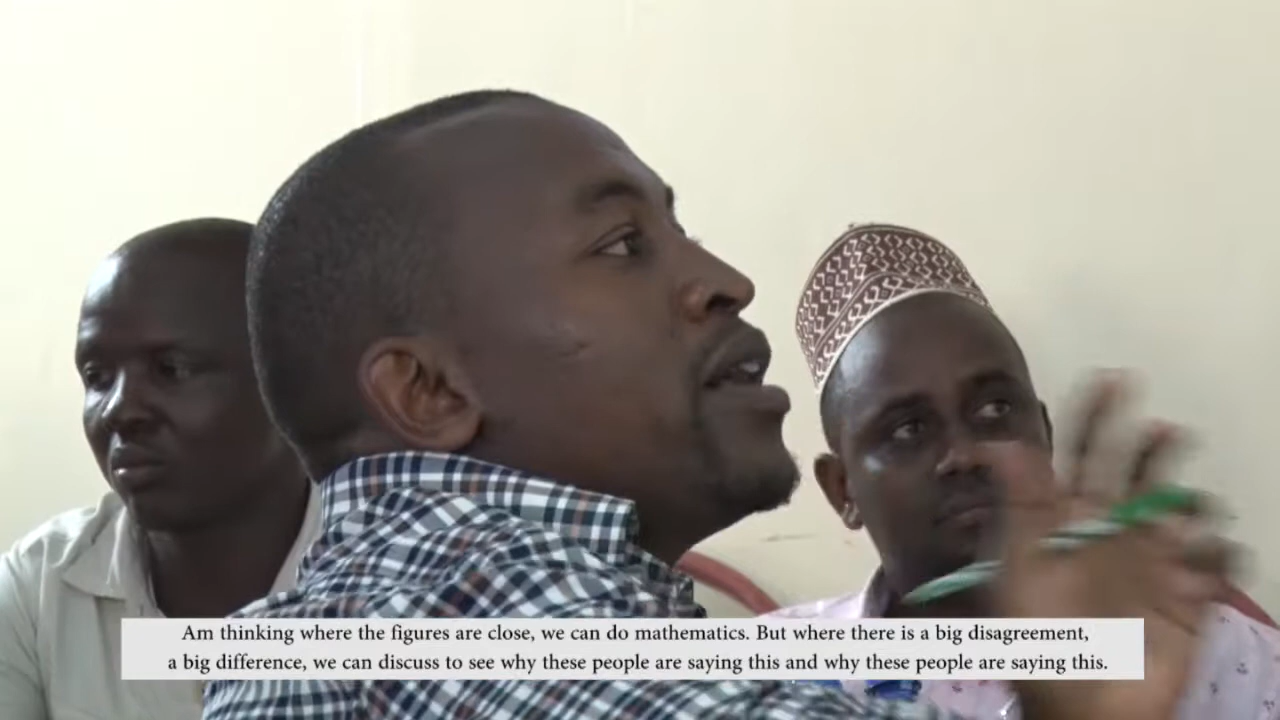 Am thinking where the figures are close, we can do mathematics. But where there is a big disagreement,
a big difference, we can discuss to see why these people are saying this and why these people are saying this.